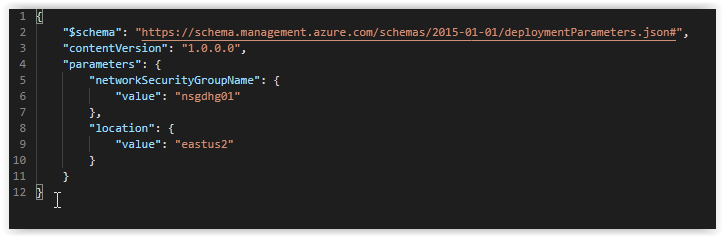 1 {
2 "$schema": "https://schema.management.azure.com/schemas/2015-01-01/deploymentParameters.json#",
3 "contentVersion": "1.0.0.0",
4 "parameters": {
5 "networkSecurityGroupName": {
6 "value": "nsgdhg01"
7 },
8 "location": {
9 "value": "eastus2"
10 }
11 }
12 }